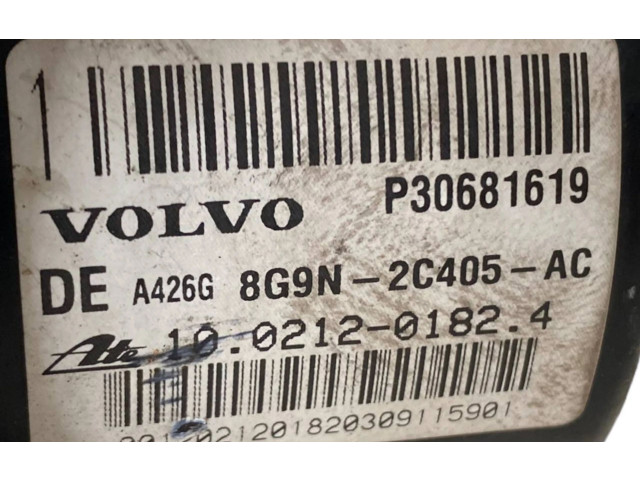 1
P30681619
VOLVO
DE A426G 8G9N-2C405-AC
Ate 10.0212-0182.4